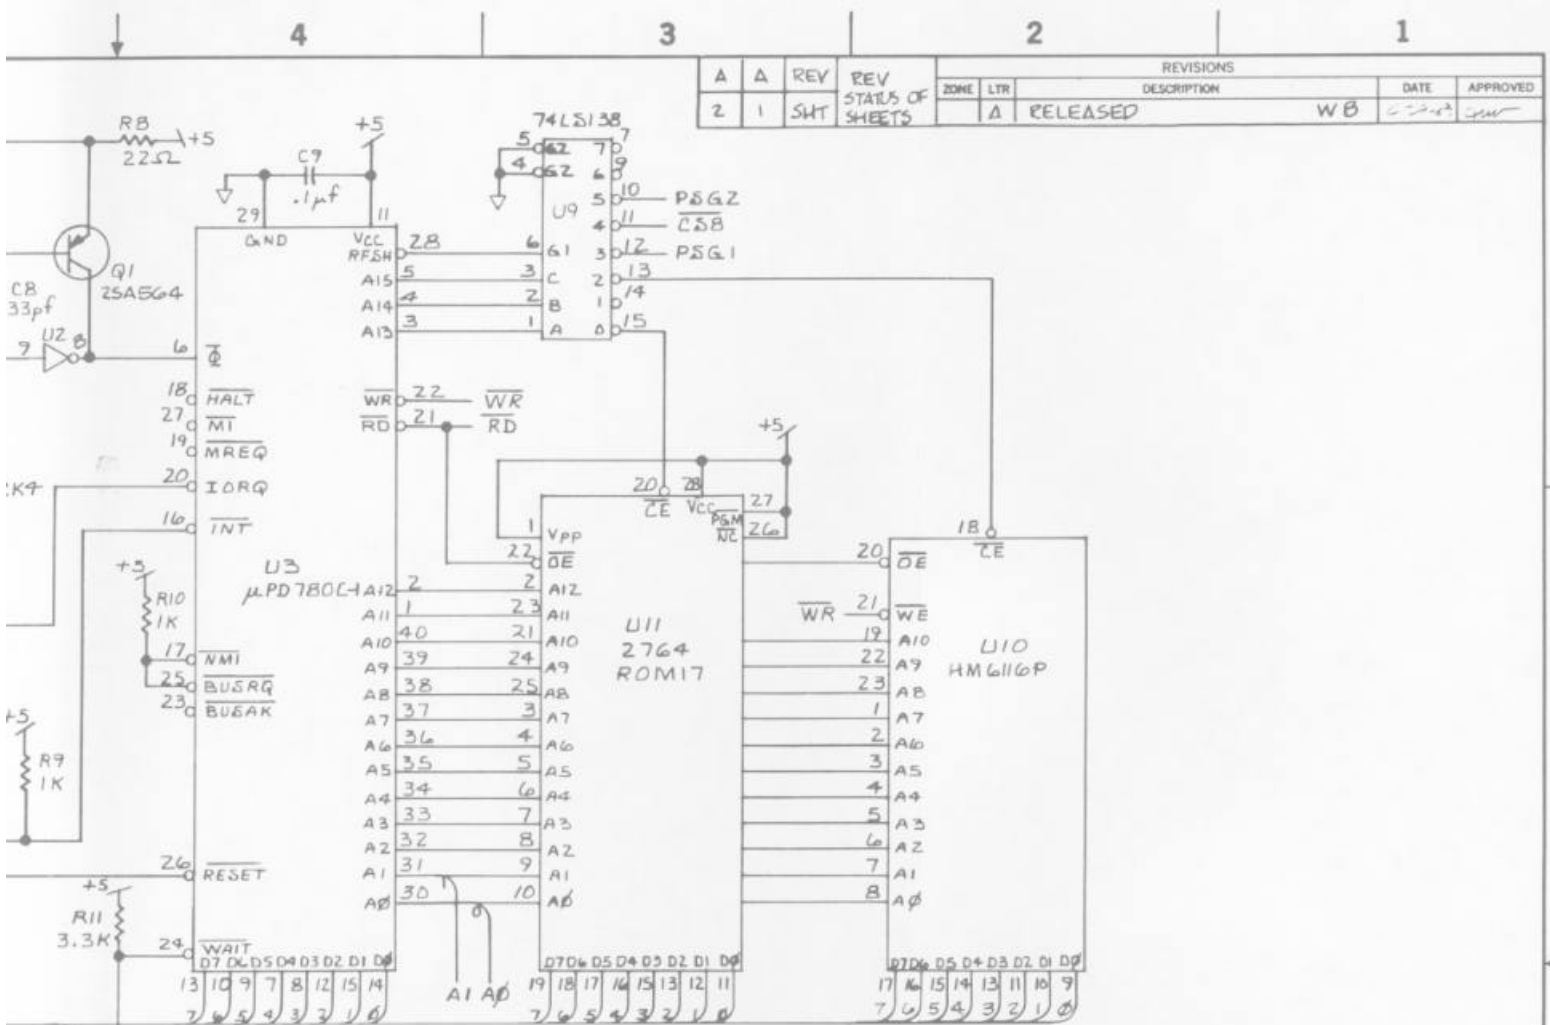 4 3 2 1
A A REV REV STATUS OF SHEETS
2 1 SHT
REVISIONS
ZONE LTR DESCRIPTION DATE APPROVED
A RELEASED WB
R8
22Ω
+5
C9
.1µf
+5
29
GND
11
VCC
Q1
2SA564
C8
33pf
9 U2 8
74LS138
U9
5 G2 7 7
4 G2 6 9
5 10 PSG2
4 11 CSB
6 G1 3 12 PSG1
3 C 2 13
2 B 1 14
1 A 0 15
RFSH 28
A15 5
A14 4
A13 3
6 Φ
18 HALT
27 M1
19 MREQ
20 IORQ
16 INT
WR 22 WR
RD 21 RD
K4
U3
µPD780C-1
+5
R10
1K
17 NMI
25 BUSRQ
23 BUSAK
+5
R9
1K
26 RESET
+5
R11
3.3K
24 WAIT
A12 2
A11 1
A10 40
A9 39
A8 38
A7 37
A6 36
A5 35
A4 34
A3 33
A2 32
A1 31
AØ 30
D7 D6 D5 D4 D3 D2 D1 DØ
13 10 9 7 8 12 15 14
7 6 5 4 3 2 1 Ø
1 0
A1 AØ
+5
20 CE
28 VCC
27 PGM
26 NC
1 VPP
22 OE
2 A12
23 A11
21 A10
24 A9
25 A8
3 A7
4 A6
5 A5
6 A4
7 A3
8 A2
9 A1
10 AØ
U11
2764
ROM17
D7 D6 D5 D4 D3 D2 D1 DØ
19 18 17 16 15 13 12 11
7 6 5 4 3 2 1 Ø
18 CE
20 OE
WR 21 WE
19 A10
22 A9
23 A8
1 A7
2 A6
3 A5
4 A4
5 A3
6 A2
7 A1
8 AØ
U10
HM6116P
D7 D6 D5 D4 D3 D2 D1 DØ
17 16 15 14 13 11 10 9
7 6 5 4 3 2 1 Ø